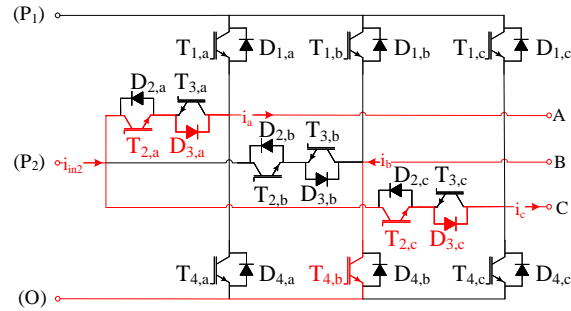 (P1)
T1,a D1,a T1,b D1,b T1,c D1,c
D2,a T3,a
ia A
T2,a D3,a D2,b T3,b
(P2) iin2 ib B
T2,b D3,b D2,c T3,c
ic C
T2,c D3,c
T4,a D4,a T4,b D4,b T4,c D4,c
(O)